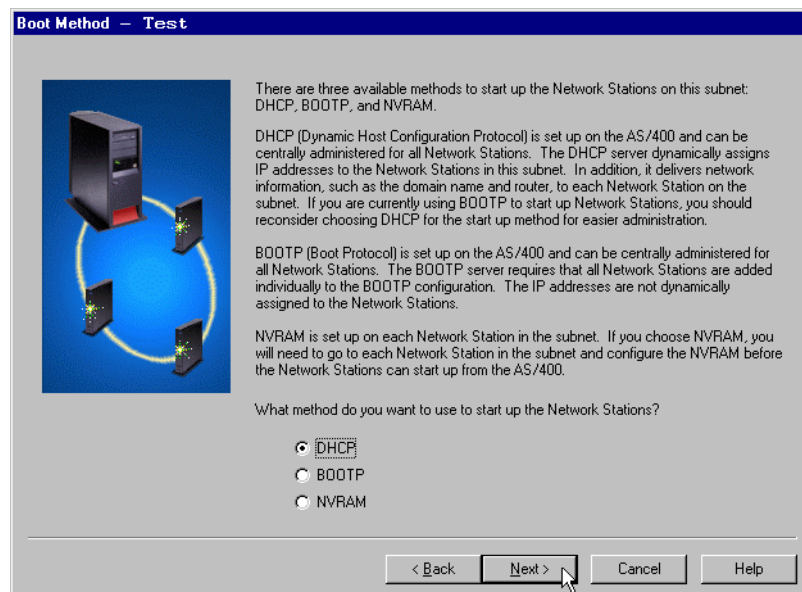 Boot Method – Test
There are three available methods to start up the Network Stations on this subnet:
DHCP, BOOTP, and NVRAM.
DHCP (Dynamic Host Configuration Protocol) is set up on the AS/400 and can be
centrally administered for all Network Stations. The DHCP server dynamically assigns
IP addresses to the Network Stations in this subnet. In addition, it delivers network
information, such as the domain name and router, to each Network Station on the
subnet. If you are currently using BOOTP to start up Network Stations, you should
reconsider choosing DHCP for the start up method for easier administration.
BOOTP (Boot Protocol) is set up on the AS/400 and can be centrally administered for
all Network Stations. The BOOTP server requires that all Network Stations are added
individually to the BOOTP configuration. The IP addresses are not dynamically
assigned to the Network Stations.
NVRAM is set up on each Network Station in the subnet. If you choose NVRAM, you
will need to go to each Network Station in the subnet and configure the NVRAM before
the Network Stations can start up from the AS/400.
What method do you want to use to start up the Network Stations?
DHCP
BOOTP
NVRAM
< Back Next > Cancel Help